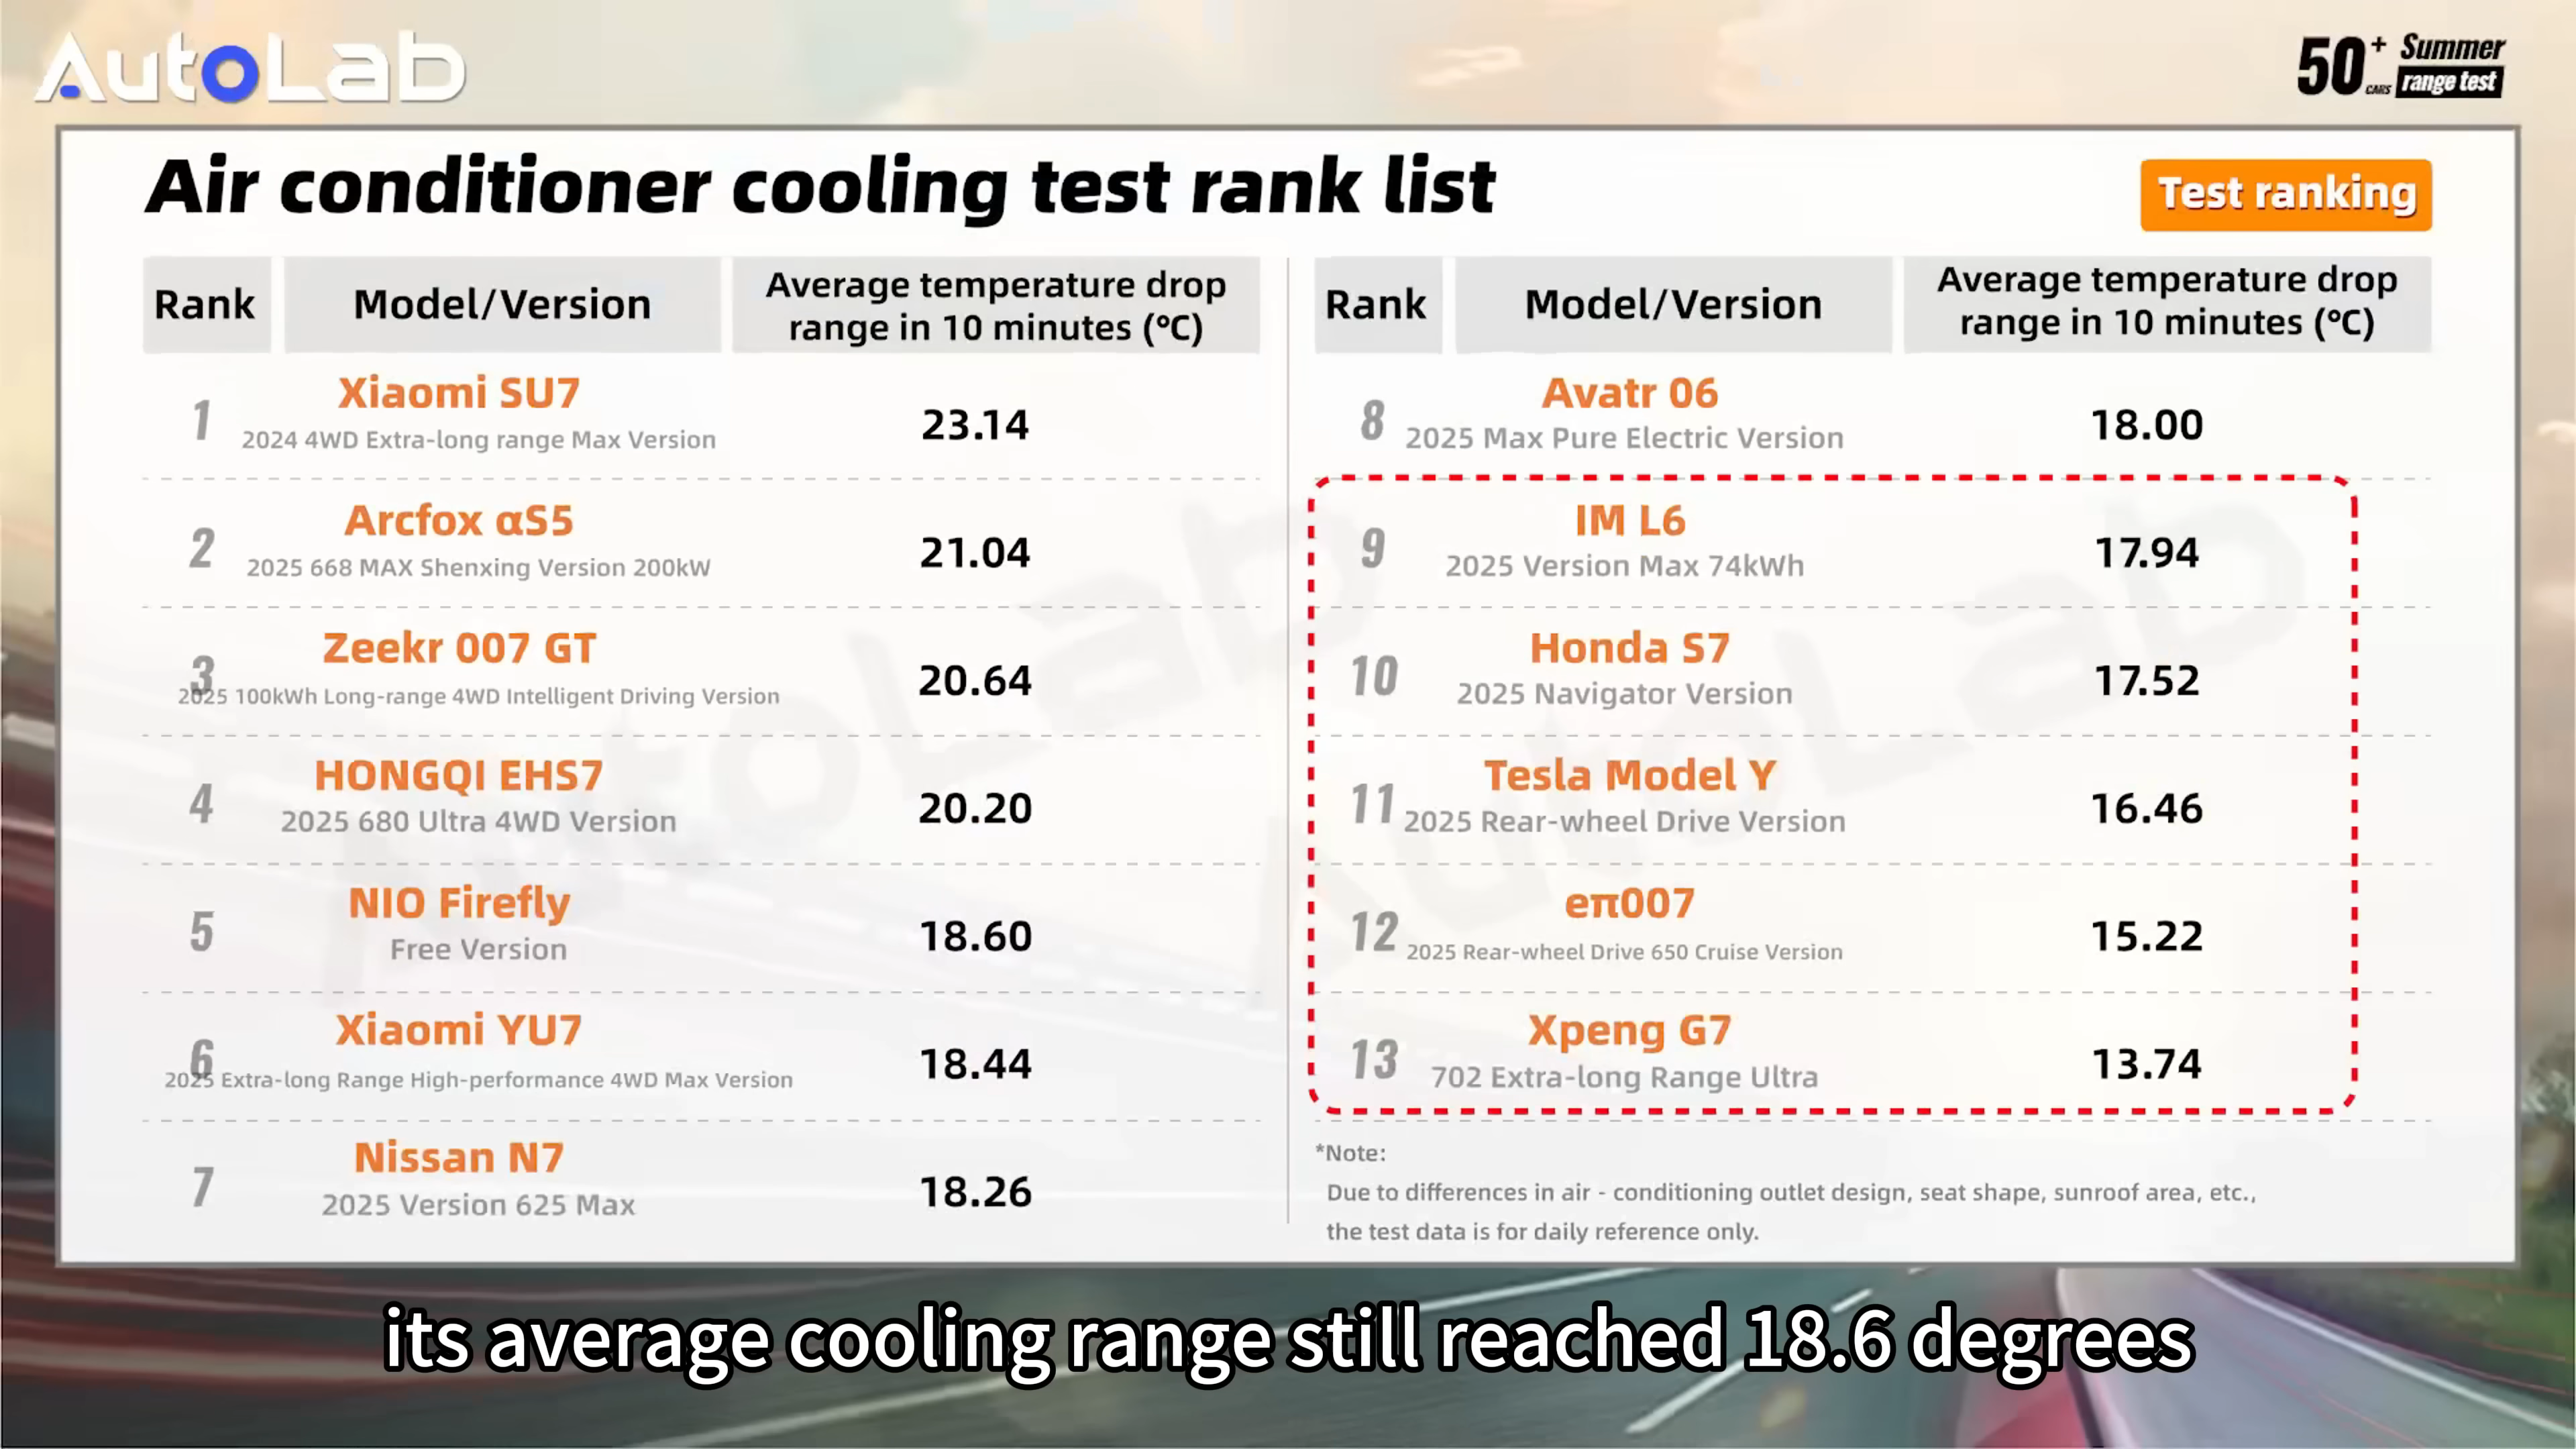 AutoLab
50+ CARS Summer range test
Air conditioner cooling test rank list
Test ranking
Rank Model/Version Average temperature drop range in 10 minutes (℃)
1 Xiaomi SU7 23.14
2024 4WD Extra-long range Max Version
2 Arcfox αS5 21.04
2025 668 MAX Shenxing Version 200kW
3 Zeekr 007 GT 20.64
2025 100kWh Long-range 4WD Intelligent Driving Version
4 HONGQI EHS7 20.20
2025 680 Ultra 4WD Version
5 NIO Firefly 18.60
Free Version
6 Xiaomi YU7 18.44
2025 Extra-long Range High-performance 4WD Max Version
7 Nissan N7 18.26
2025 Version 625 Max
Rank Model/Version Average temperature drop range in 10 minutes (℃)
8 Avatr 06 18.00
2025 Max Pure Electric Version
9 IM L6 17.94
2025 Version Max 74kWh
10 Honda S7 17.52
2025 Navigator Version
11 Tesla Model Y 16.46
2025 Rear-wheel Drive Version
12 eπ007 15.22
2025 Rear-wheel Drive 650 Cruise Version
13 Xpeng G7 13.74
702 Extra-long Range Ultra
*Note:
Due to differences in air - conditioning outlet design, seat shape, sunroof area, etc.,
the test data is for daily reference only.
its average cooling range still reached 18.6 degrees